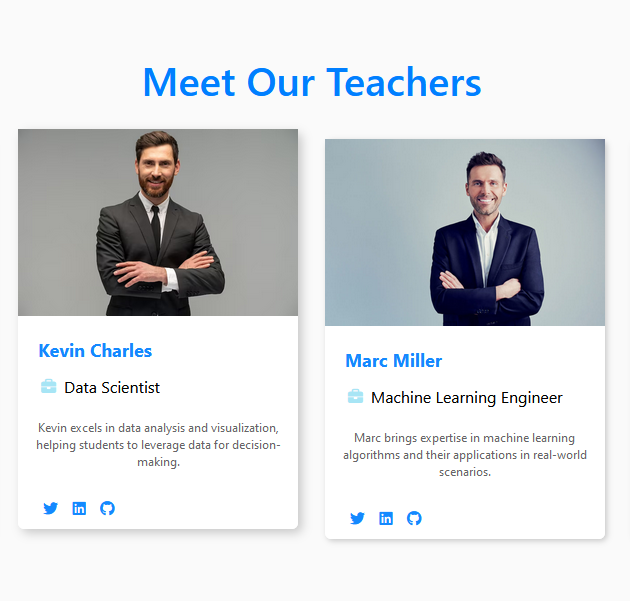 Meet Our Teachers
Kevin Charles
Data Scientist
Kevin excels in data analysis and visualization,
helping students to leverage data for decision-
making.
Marc Miller
Machine Learning Engineer
Marc brings expertise in machine learning
algorithms and their applications in real-world
scenarios.